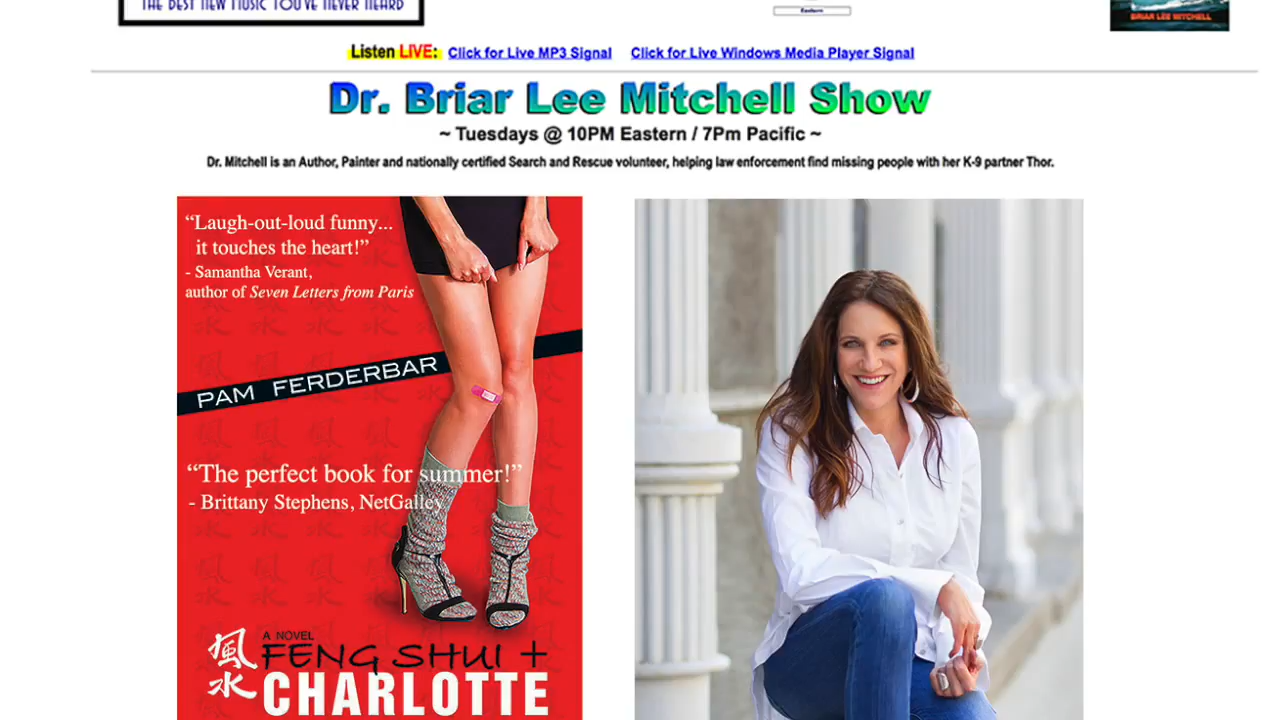 THE BEST NEW MUSIC YOU'VE NEVER HEARD
Eastern
BRIAR LEE MITCHELL
Listen LIVE: Click for Live MP3 Signal Click for Live Windows Media Player Signal
Dr. Briar Lee Mitchell Show
~ Tuesdays @ 10PM Eastern / 7Pm Pacific ~
Dr. Mitchell is an Author, Painter and nationally certified Search and Rescue volunteer, helping law enforcement find missing people with her K-9 partner Thor.
“Laugh-out-loud funny...
it touches the heart!”
- Samantha Verant,
author of Seven Letters from Paris
PAM FERDERBAR
“The perfect book for summer!”
- Brittany Stephens, NetGalley
風水
A NOVEL
FENG SHUI +
CHARLOTTE